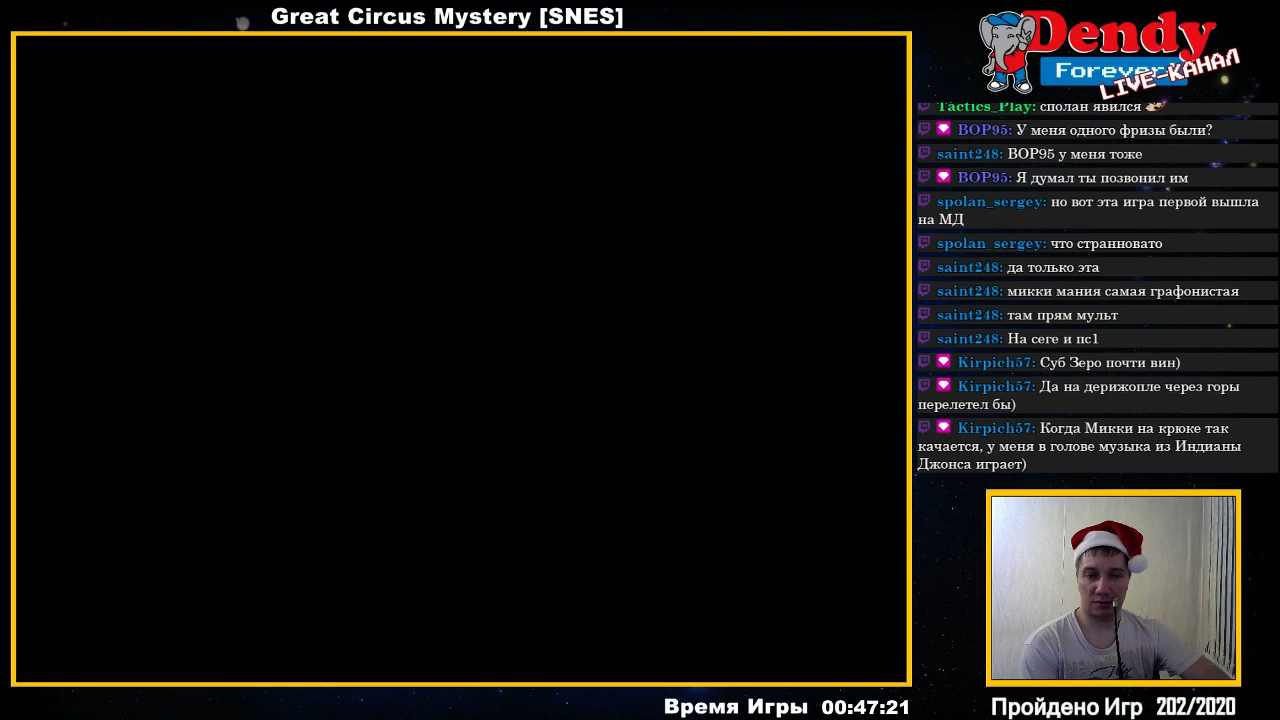 Great Circus Mystery [SNES]
Dendy
Forever!
LIVE-КАНАЛ
Tactics_Play: сполан явился
BOP95: У меня одного фризы были?
saint248: BOP95 у меня тоже
BOP95: Я думал ты позвонил им
spolan_sergey: но вот эта игра первой вышла
на МД
spolan_sergey: что странновато
saint248: да только эта
saint248: микки мания самая графонистая
saint248: там прям мульт
saint248: На сеге и пс1
Kirpich57: Суб Зеро почти вин)
Kirpich57: Да на дерижопле через горы
перелетел бы)
Kirpich57: Когда Микки на крюке так
качается, у меня в голове музыка из Индианы
Джонса играет)
Время Игры 00:47:21
Пройдено Игр 202/2020